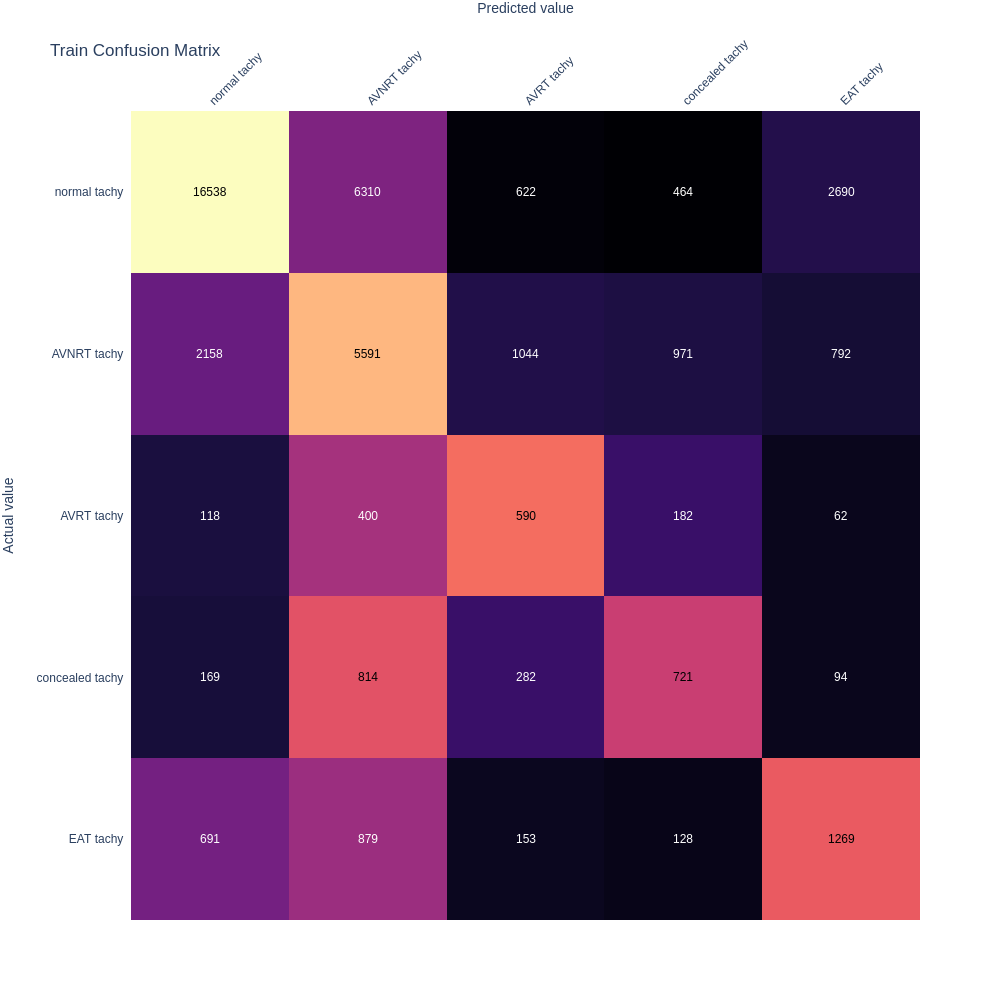 Predicted value
Train Confusion Matrix
normal tachy
AVNRT tachy
AVRT tachy
concealed tachy
EAT tachy
normal tachy 16538 6310 622 464 2690
AVNRT tachy 2158 5591 1044 971 792
Actual value
AVRT tachy 118 400 590 182 62
concealed tachy 169 814 282 721 94
EAT tachy 691 879 153 128 1269